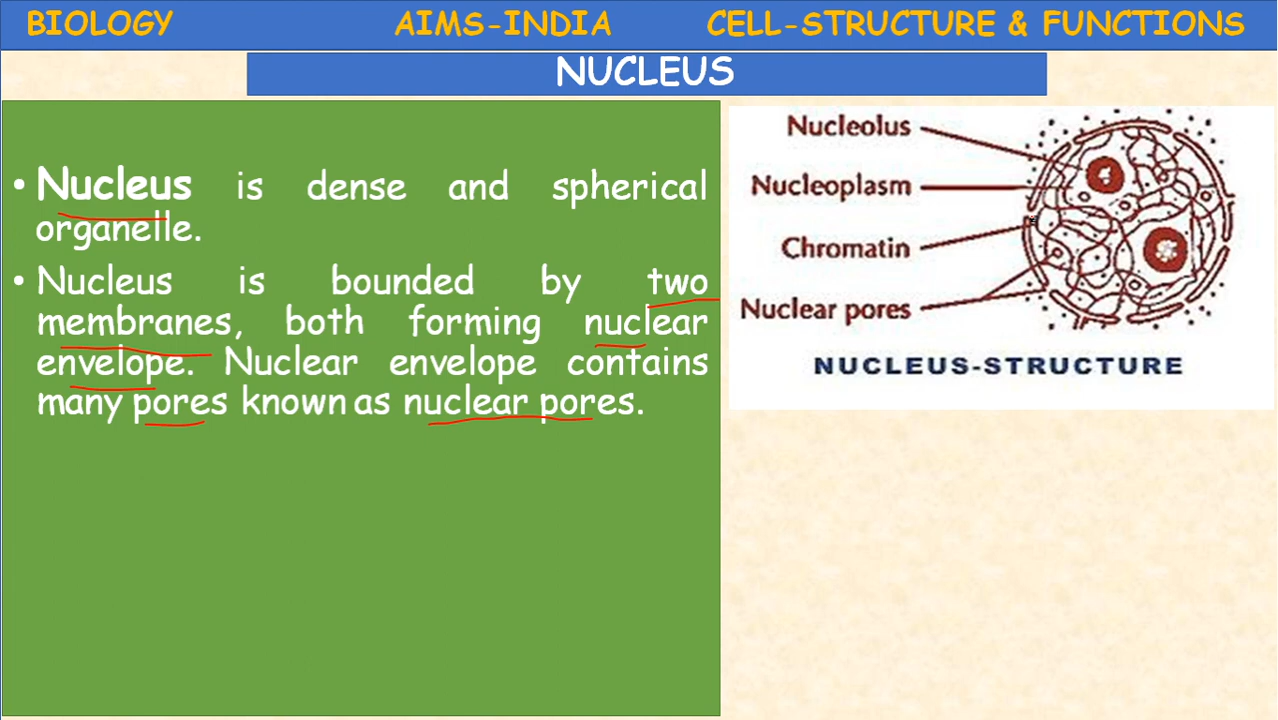 BIOLOGY AIMS-INDIA CELL-STRUCTURE & FUNCTIONS
NUCLEUS
• Nucleus is dense and spherical
organelle.
• Nucleus is bounded by two
membranes, both forming nuclear
envelope. Nuclear envelope contains
many pores known as nuclear pores.
Nucleolus
Nucleoplasm
Chromatin
Nuclear pores
NUCLEUS-STRUCTURE